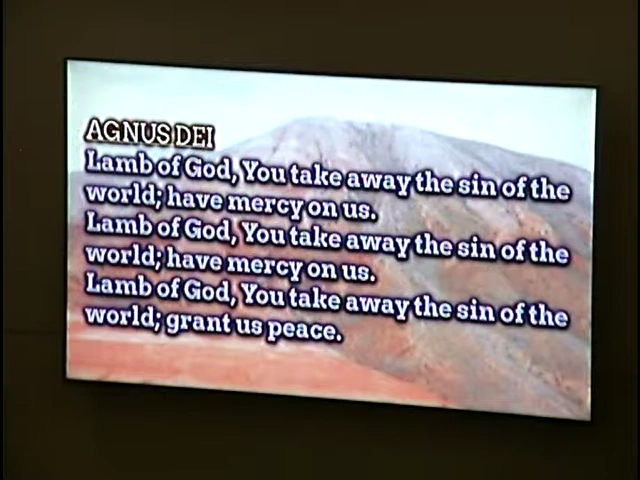 AGNUS DEI
Lamb of God, You take away the sin of the
world; have mercy on us.
Lamb of God, You take away the sin of the
world; have mercy on us.
Lamb of God, You take away the sin of the
world; grant us peace.